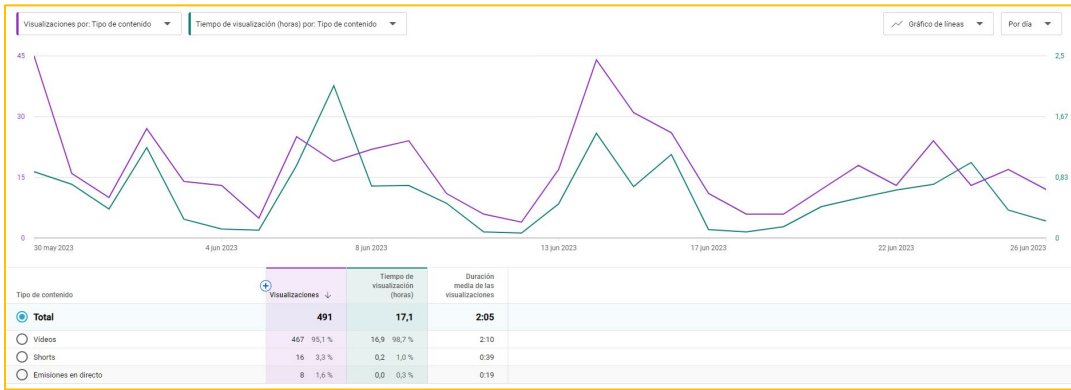 Visualizaciones por: Tipo de contenido
Tiempo de visualización (horas) por: Tipo de contenido
Gráfico de líneas
Por día
45
30
15
0
2,5
1,67
0,83
0
30 may 2023
4 jun 2023
8 jun 2023
13 jun 2023
17 jun 2023
22 jun 2023
26 jun 2023
Tipo de contenido
Visualizaciones ↓
Tiempo de
visualización
(horas)
Duración
media de las
visualizaciones
Total 491 17,1 2:05
Vídeos 467 95,1 % 16,9 98,7 % 2:10
Shorts 16 3,3 % 0,2 1,0 % 0:39
Emisiones en directo 8 1,6 % 0,0 0,3 % 0:19